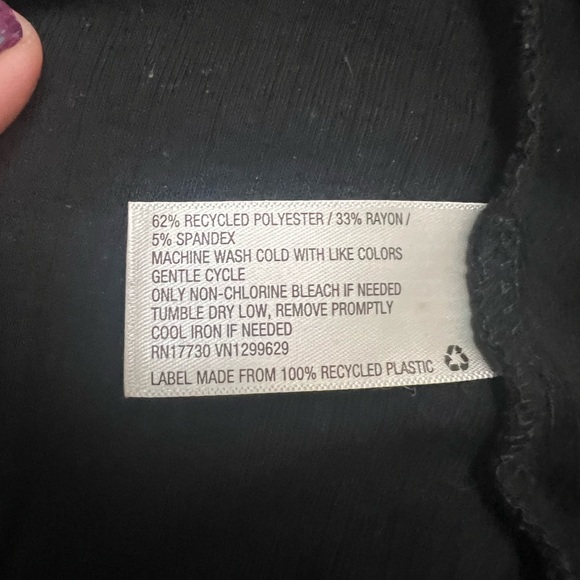 62% RECYCLED POLYESTER / 33% RAYON /
5% SPANDEX
MACHINE WASH COLD WITH LIKE COLORS
GENTLE CYCLE
ONLY NON-CHLORINE BLEACH IF NEEDED
TUMBLE DRY LOW, REMOVE PROMPTLY
COOL IRON IF NEEDED
RN17730 VN1299629
LABEL MADE FROM 100% RECYCLED PLASTIC